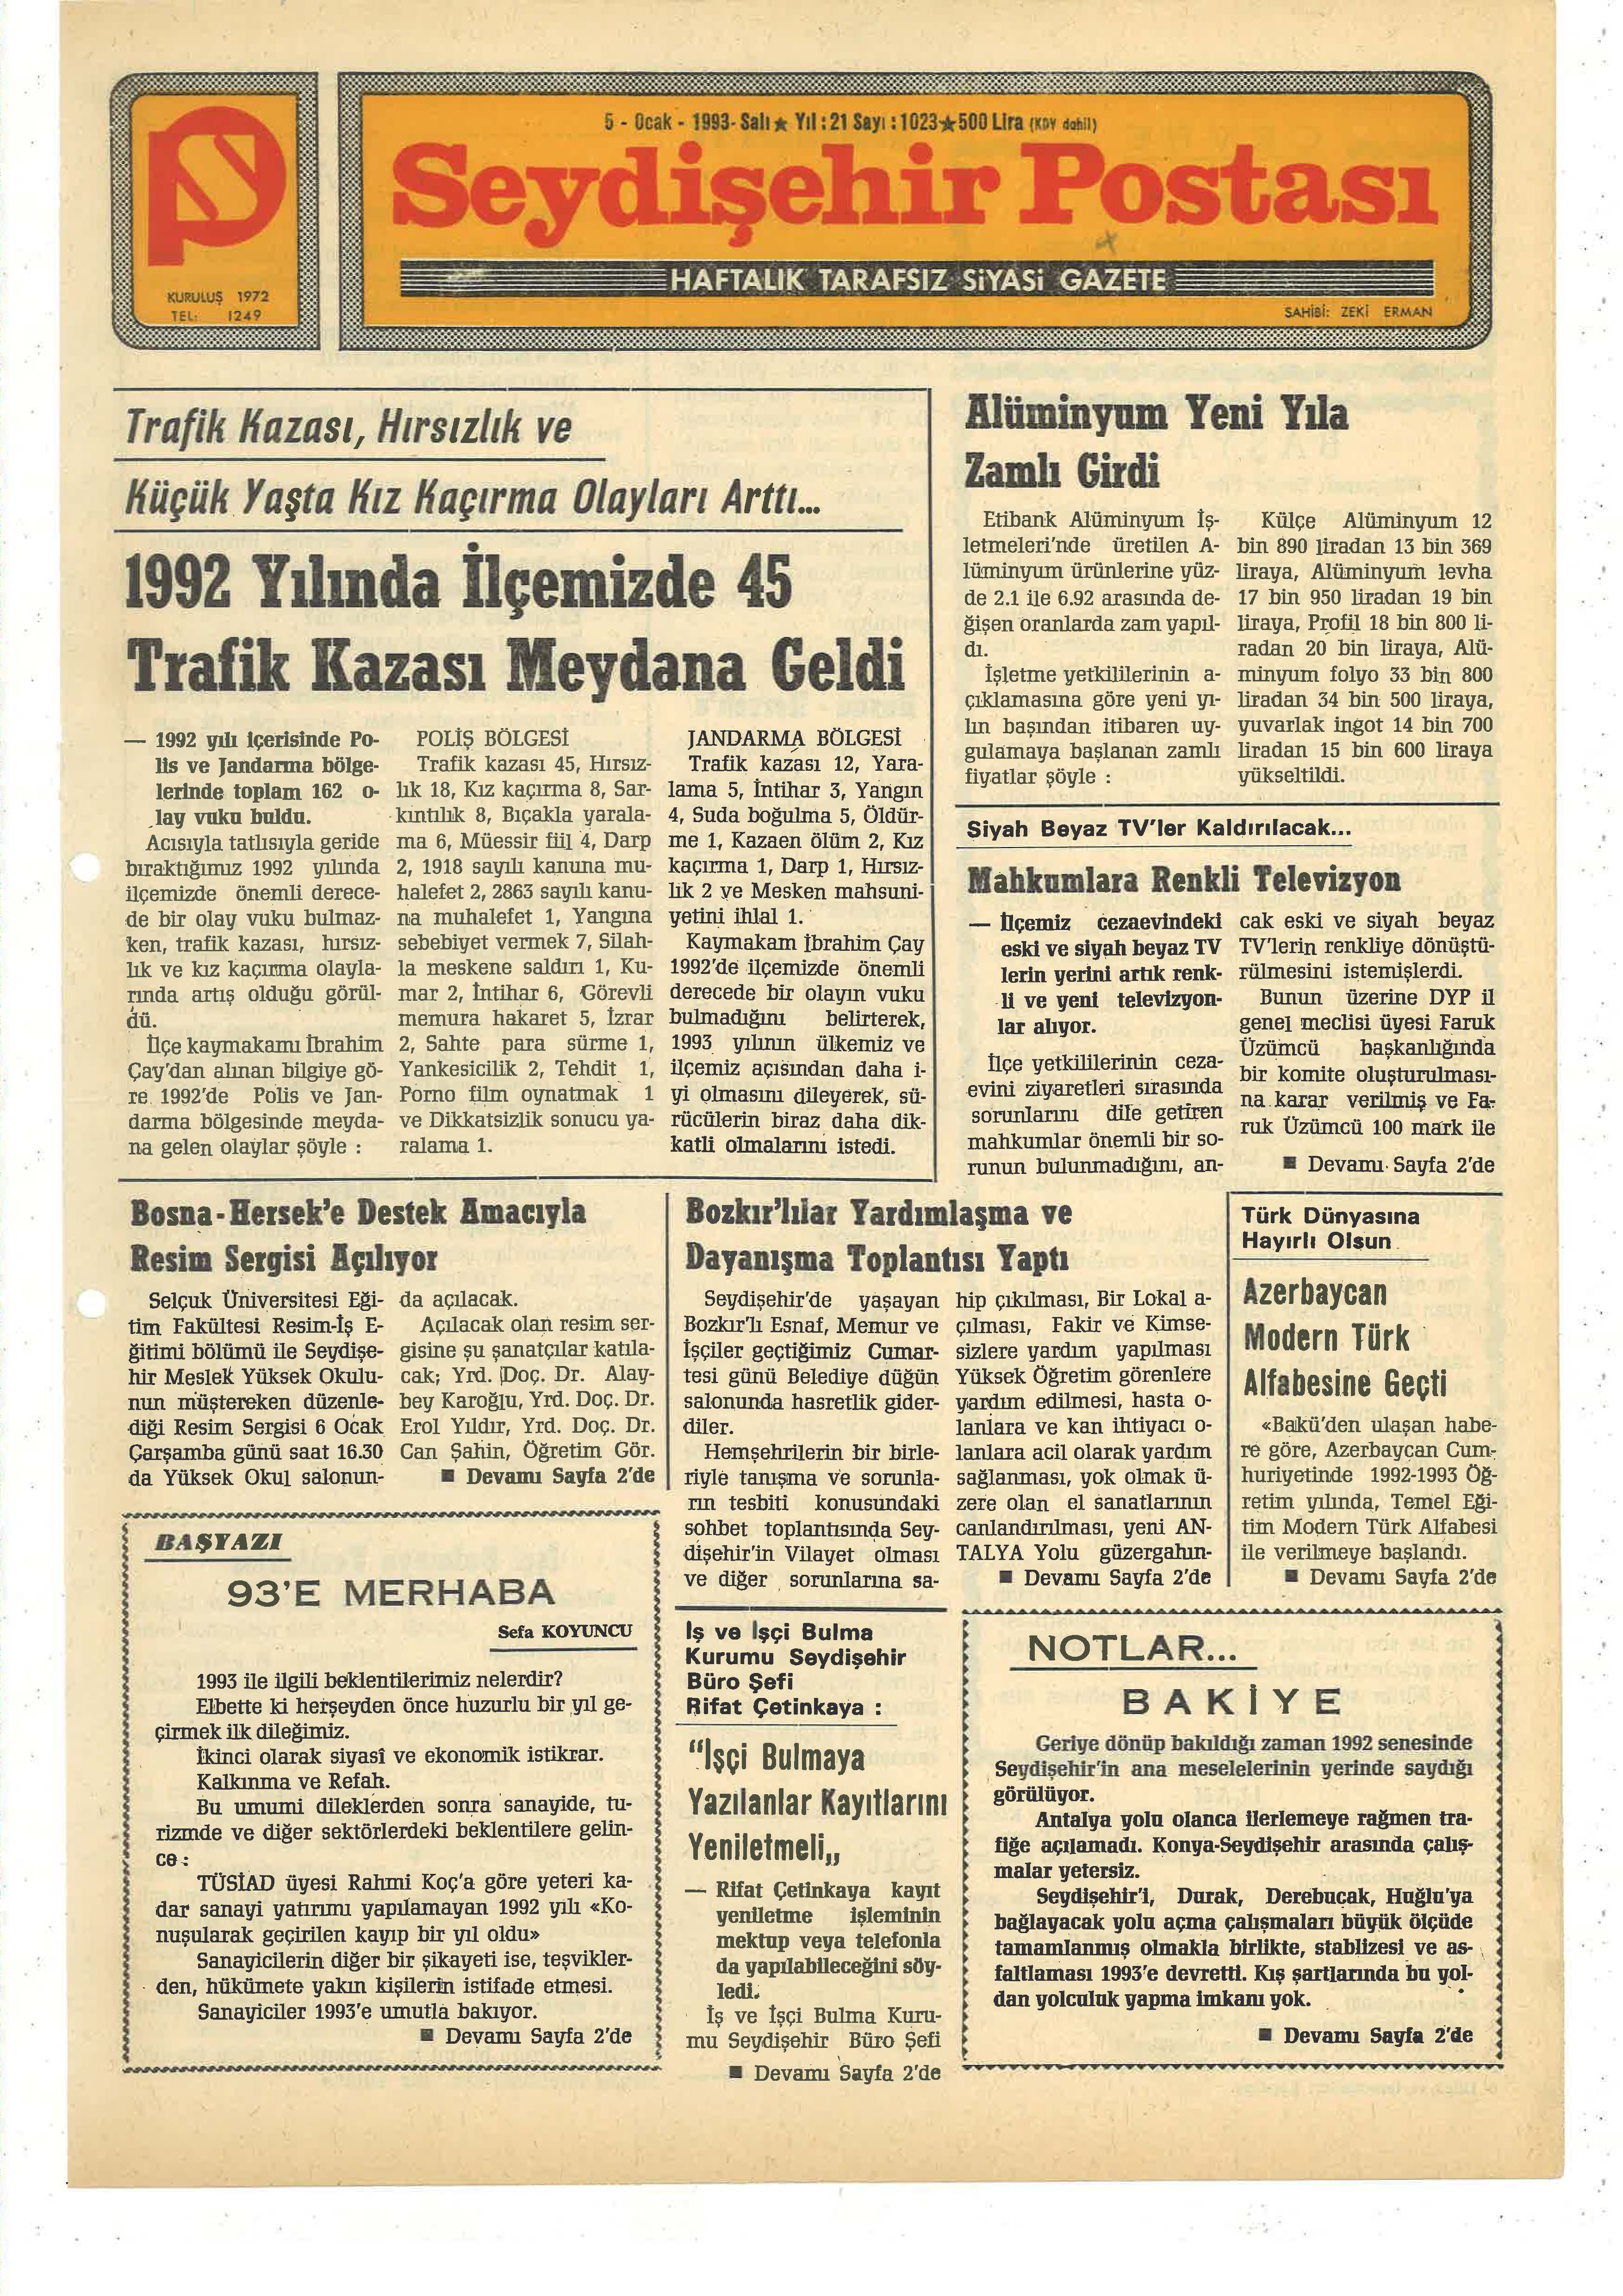 KURULUŞ 1972
TEL: 1249
5 - Ocak - 1993- Salı ★ Yıl : 21 Sayı : 1023 ★ 500 Lira (KDV dahil)
Seydişehir Postası
HAFTALIK TARAFSIZ SiYASi GAZETE
SAHİBİ: ZEKİ ERMAN
Trafik Kazası, Hırsızlık ve
Küçük Yaşta Kız Kaçırma Olayları Arttı...
1992 Yılında İlçemizde 45
Trafik Kazası Meydana Geldi
— 1992 yılı içerisinde Po-
lis ve Jandarma bölge-
lerinde toplam 162 o-
lay vuku buldu.
Acısıyla tatlısıyla geride
bıraktığımız 1992 yılında
ilçemizde önemli derece-
de bir olay vuku bulmaz-
ken, trafik kazası, hırsız-
lık ve kız kaçırma olayla-
rında artış olduğu görül-
dü.
İlçe kaymakamı İbrahim
Çay'dan alınan bilgiye gö-
re 1992'de Polis ve Jan-
darma bölgesinde meyda-
na gelen olaylar şöyle :
POLİŞ BÖLGESİ
Trafik kazası 45, Hırsız-
lık 18, Kız kaçırma 8, Sar-
kıntılık 8, Bıçakla yarala-
ma 6, Müessir fiil 4, Darp
2, 1918 sayılı kanuna mu-
halefet 2, 2863 sayılı kanu-
na muhalefet 1, Yangına
sebebiyet vermek 7, Silah-
la meskene saldırı 1, Ku-
mar 2, İntihar 6, Görevli
memura hakaret 5, İzrar
2, Sahte para sürme 1,
Yankesicilik 2, Tehdit 1,
Porno film oynatmak 1
ve Dikkatsizlik sonucu ya-
ralama 1.
JANDARMA BÖLGESİ
Trafik kazası 12, Yara-
lama 5, İntihar 3, Yangın
4, Suda boğulma 5, Öldür-
me 1, Kazaen ölüm 2, Kız
kaçırma 1, Darp 1, Hırsız-
lık 2 ve Mesken mahsuni-
yetini ihlal 1.
Kaymakam İbrahim Çay
1992'de ilçemizde önemli
derecede bir olayın vuku
bulmadığını belirterek,
1993 yılının ülkemiz ve
ilçemiz açısından daha i-
yi olmasını dileyerek, sü-
rücülerin biraz daha dik-
katli olmalarını istedi.
Alüminyum Yeni Yıla
Zamlı Girdi
Etibank Alüminyum İş-
letmeleri'nde üretilen A-
lüminyum ürünlerine yüz-
de 2.1 ile 6.92 arasında de-
ğişen oranlarda zam yapıl-
dı.
İşletme yetkililerinin a-
çıklamasına göre yeni yı-
lın başından itibaren uy-
gulamaya başlanan zamlı
fiyatlar şöyle :
Külçe Alüminyum 12
bin 890 liradan 13 bin 369
liraya, Alüminyum levha
17 bin 950 liradan 19 bin
liraya, Profil 18 bin 800 li-
radan 20 bin liraya, Alü-
minyum folyo 33 bin 800
liradan 34 bin 500 liraya,
yuvarlak ingot 14 bin 700
liradan 15 bin 600 liraya
yükseltildi.
Siyah Beyaz TV'ler Kaldırılacak...
Mahkumlara Renkli Televizyon
— İlçemiz cezaevindeki
eski ve siyah beyaz TV
lerin yerini artık renk-
li ve yeni televizyon-
lar alıyor.
İlçe yetkililerinin ceza-
evini ziyaretleri sırasında
sorunlarını dile getiren
mahkumlar önemli bir so-
runun bulunmadığını, an-
cak eski ve siyah beyaz
TV'lerin renkliye dönüştü-
rülmesini istemişlerdi.
Bunun üzerine DYP il
genel meclisi üyesi Faruk
Üzümcü başkanlığında
bir komite oluşturulması-
na karar verilmiş ve Fa-
ruk Üzümcü 100 mark ile
■ Devamı Sayfa 2'de
Bosna-Hersek'e Destek Amacıyla
Resim Sergisi Açılıyor
Selçuk Üniversitesi Eği-
tim Fakültesi Resim-İş E-
ğitimi bölümü ile Seydişe-
hir Meslek Yüksek Okulu-
nun müştereken düzenle-
diği Resim Sergisi 6 Ocak
Çarşamba günü saat 16.30
da Yüksek Okul salonun-
da açılacak.
Açılacak olan resim ser-
gisine şu şanatçılar katıla-
cak; Yrd. Doç. Dr. Alay-
bey Karoğlu, Yrd. Doç. Dr.
Erol Yıldır, Yrd. Doç. Dr.
Can Şahin, Öğretim Gör.
■ Devamı Sayfa 2'de
Bozkır'lılar Yardımlaşma ve
Dayanışma Toplantısı Yaptı
Seydişehir'de yaşayan
Bozkır'lı Esnaf, Memur ve
İşçiler geçtiğimiz Cumar-
tesi günü Belediye düğün
salonunda hasretlik gider-
diler.
Hemşehrilerin bir birle-
riyle tanışma ve sorunla-
rın tesbiti konusundaki
sohbet toplantısında Sey-
dişehir'in Vilayet olması
ve diğer sorunlarına sa-
hip çıkılması, Bir Lokal a-
çılması, Fakir ve Kimse-
sizlere yardım yapılması
Yüksek Öğretim görenlere
yardım edilmesi, hasta o-
lanlara ve kan ihtiyacı o-
lanlara acil olarak yardım
sağlanması, yok olmak ü-
zere olan el sanatlarının
canlandırılması, yeni AN-
TALYA Yolu güzergahın-
■ Devamı Sayfa 2'de
Türk Dünyasına
Hayırlı Olsun
Azerbaycan
Modern Türk
Alfabesine Geçti
«Bakü'den ulaşan habe-
re göre, Azerbaycan Cum-
huriyetinde 1992-1993 Öğ-
retim yılında, Temel Eği-
tim Modern Türk Alfabesi
ile verilmeye başlandı.
■ Devamı Sayfa 2'de
BAŞYAZI
93'E MERHABA
Sefa KOYUNCU
1993 ile ilgili beklentilerimiz nelerdir?
Elbette ki herşeyden önce huzurlu bir yıl ge-
çirmek ilk dileğimiz.
İkinci olarak siyasî ve ekonomik istikrar.
Kalkınma ve Refah.
Bu umumi dileklerden sonra sanayide, tu-
rizmde ve diğer sektörlerdeki beklentilere gelin-
ce :
TÜSİAD üyesi Rahmi Koç'a göre yeteri ka-
dar sanayi yatırımı yapılamayan 1992 yılı «Ko-
nuşularak geçirilen kayıp bir yıl oldu»
Sanayicilerin diğer bir şikayeti ise, teşvikler-
den, hükümete yakın kişilerin istifade etmesi.
Sanayiciler 1993'e umutla bakıyor.
■ Devamı Sayfa 2'de
İş ve İşçi Bulma
Kurumu Seydişehir
Büro Şefi
Rifat Çetinkaya :
"İşçi Bulmaya
Yazılanlar Kayıtlarını
Yeniletmeli„
— Rifat Çetinkaya kayıt
yeniletme işleminin
mektup veya telefonla
da yapılabileceğini söy-
ledi.
İş ve İşçi Bulma Kuru-
mu Seydişehir Büro Şefi
■ Devamı Sayfa 2'de
NOTLAR...
BAKİYE
Geriye dönüp bakıldığı zaman 1992 senesinde
Seydişehir'in ana meselelerinin yerinde saydığı
görülüyor.
Antalya yolu olanca ilerlemeye rağmen tra-
fiğe açılamadı. Konya-Seydişehir arasında çalış-
malar yetersiz.
Seydişehir'i, Durak, Derebucak, Huğlu'ya
bağlayacak yolu açma çalışmaları büyük ölçüde
tamamlanmış olmakla birlikte, stablizesi ve as-
faltlaması 1993'e devretti. Kış şartlarında bu yol-
dan yolculuk yapma imkanı yok.
■ Devamı Sayfa 2'de